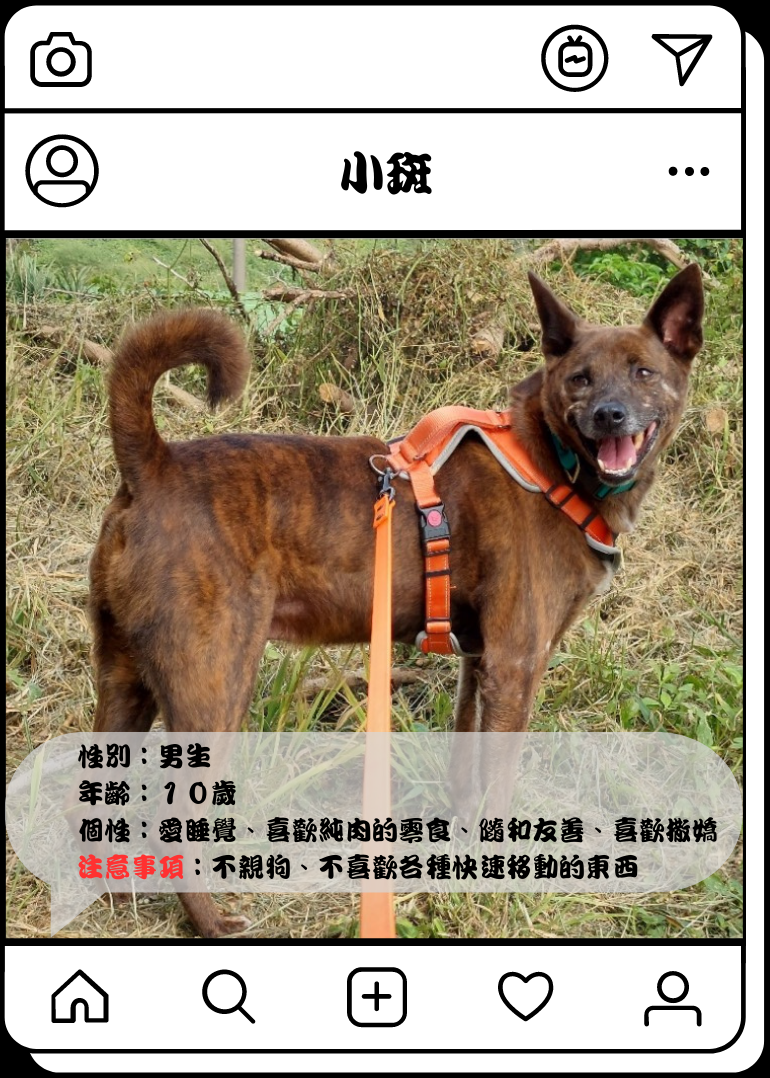 小斑
性別：男生
年齡：１０歲
個性：愛睡覺、喜歡純肉的零食、隨和友善、喜歡撒嬌
注意事項：不親狗、不喜歡各種快速移動的東西